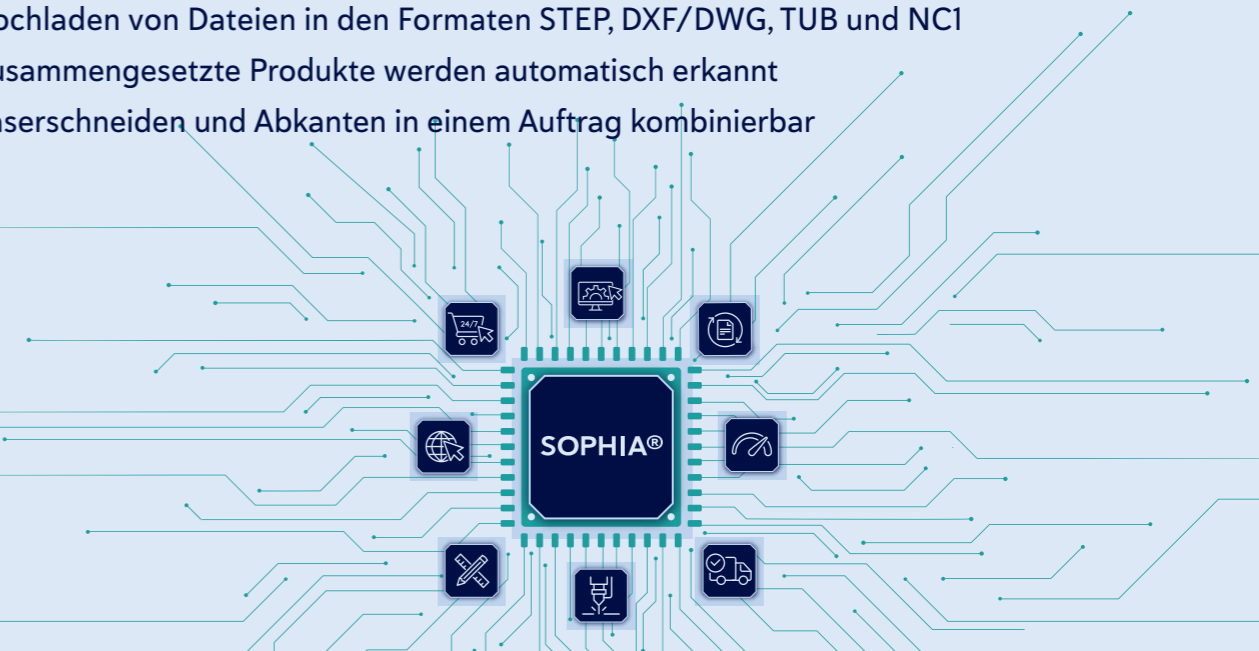 ochladen von Dateien in den Formaten STEP, DXF/DWG, TUB und NC1
usammengesetzte Produkte werden automatisch erkannt
serschneiden und Abkanten in einem Auftrag kombinierbar
24/7
SOPHIA®